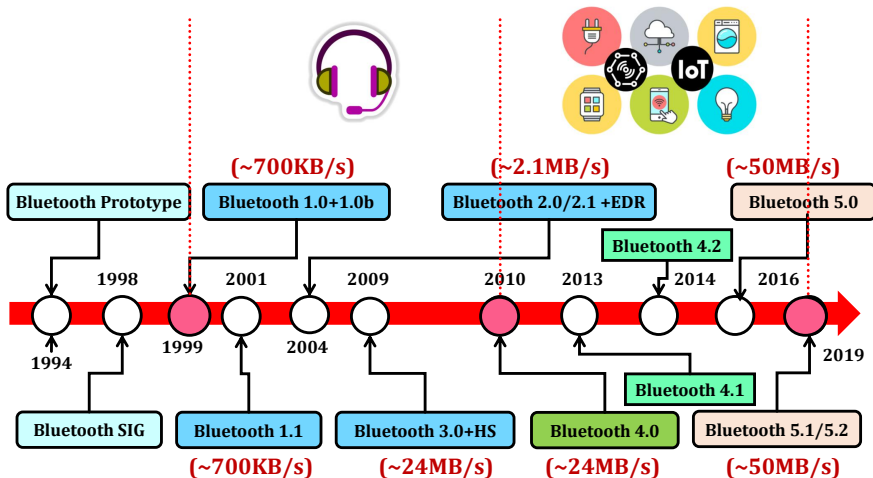 IoT
(~700KB/s)
(~2.1MB/s)
(~50MB/s)
Bluetooth Prototype
Bluetooth 1.0+1.0b
Bluetooth 2.0/2.1 +EDR
Bluetooth 5.0
Bluetooth 4.2
1998
2001
2009
2010
2013
2014
2016
1994
1999
2004
2019
Bluetooth 4.1
Bluetooth SIG
Bluetooth 1.1
Bluetooth 3.0+HS
Bluetooth 4.0
Bluetooth 5.1/5.2
(~700KB/s)
(~24MB/s)
(~24MB/s)
(~50MB/s)